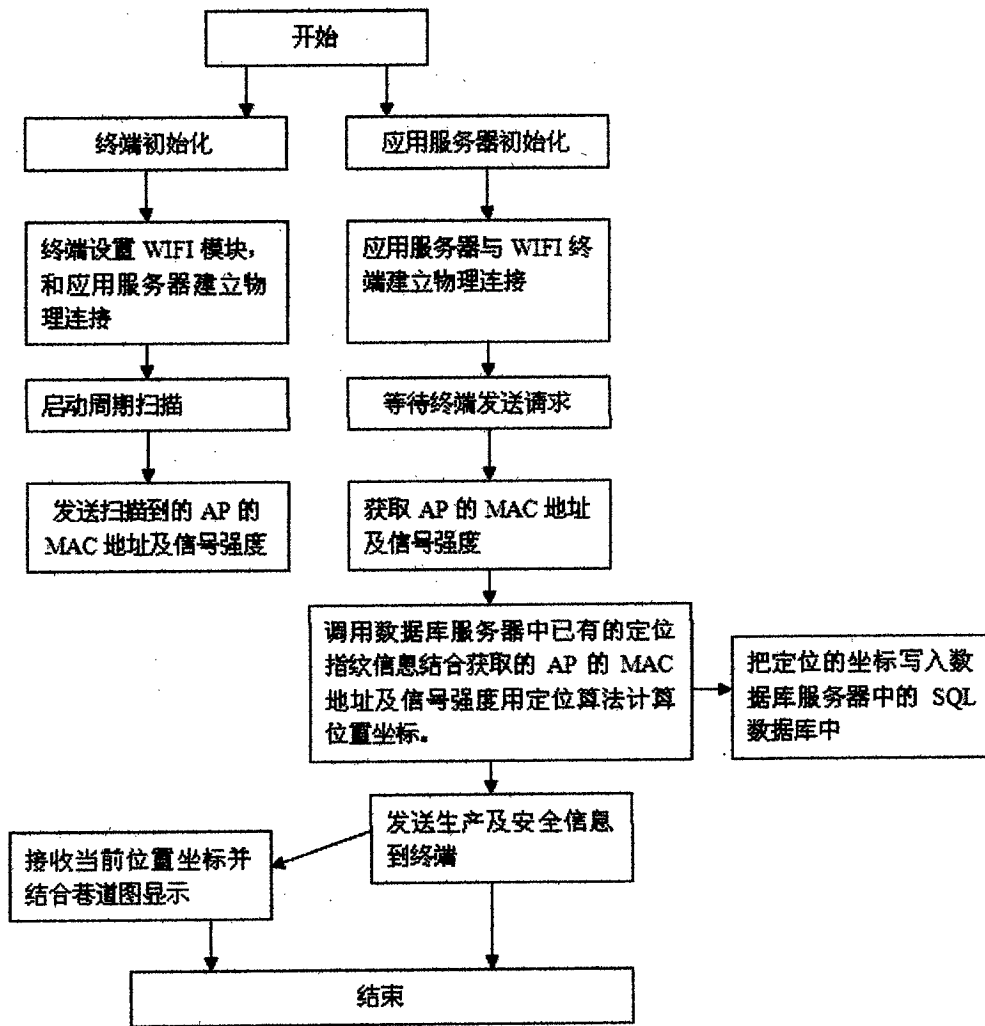 开始
终端初始化
应用服务器初始化
终端设置 WIFI 模块，
和应用服务器建立物
理连接
应用服务器与 WIFI 终
端建立物理连接
启动周期扫描
等待终端发送请求
发送扫描到的 AP 的
MAC 地址及信号强度
获取 AP 的 MAC 地址
及信号强度
调用数据库服务器中已有的定位
指纹信息结合获取的 AP 的 MAC
地址及信号强度用定位算法计算
位置坐标。
把定位的坐标写入数
据库服务器中的 SQL
数据库中
发送生产及安全信息
到终端
接收当前位置坐标并
结合巷道图显示
结束